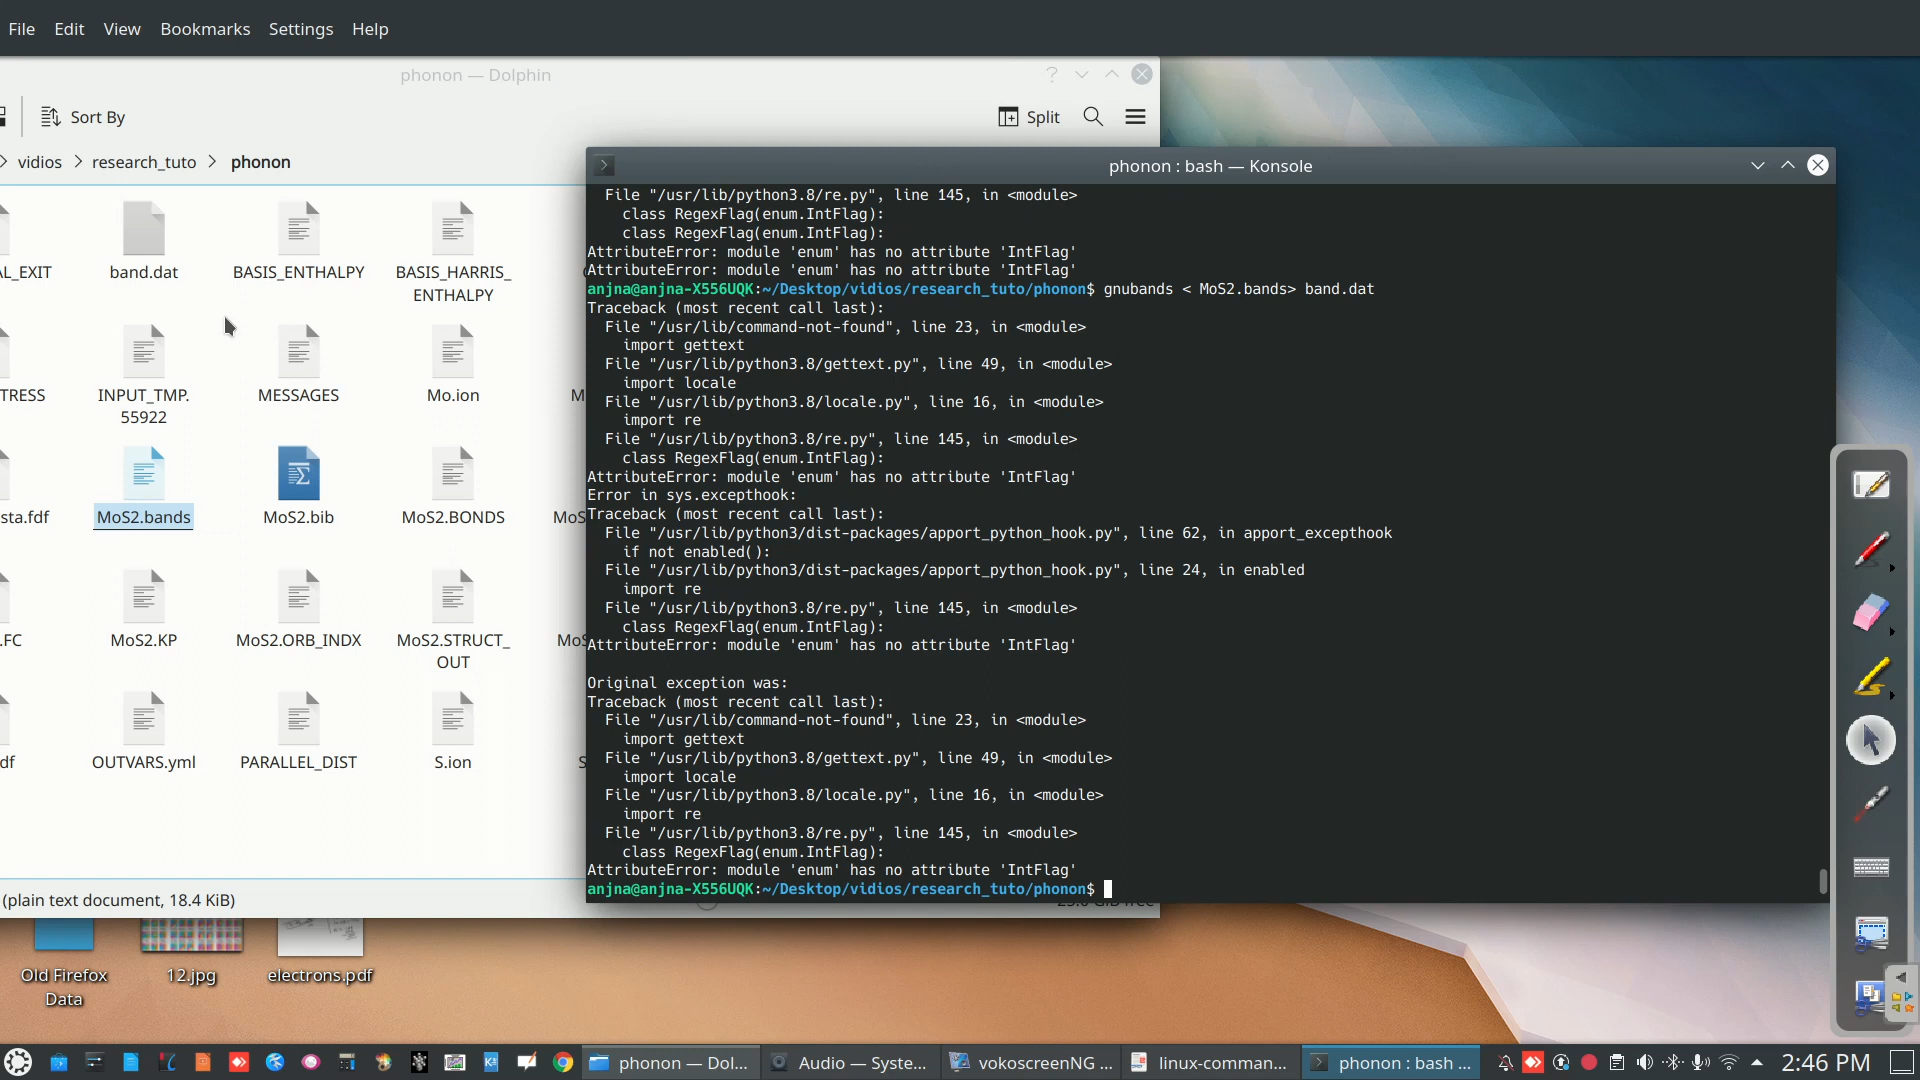 File Edit View Bookmarks Settings Help
phonon — Dolphin
Sort By
Split
vidios > research_tuto > phonon
AL_EXIT
band.dat
BASIS_ENTHALPY
BASIS_HARRIS_
ENTHALPY
TRESS
INPUT_TMP.
55922
MESSAGES
Mo.ion
sta.fdf
MoS2.bands
MoS2.bib
MoS2.BONDS
MoS
.FC
MoS2.KP
MoS2.ORB_INDX
MoS2.STRUCT_
OUT
MoS
df
OUTVARS.yml
PARALLEL_DIST
S.ion
(plain text document, 18.4 KiB)
phonon : bash — Konsole
File "/usr/lib/python3.8/re.py", line 145, in <module>
class RegexFlag(enum.IntFlag):
class RegexFlag(enum.IntFlag):
AttributeError: module 'enum' has no attribute 'IntFlag'
AttributeError: module 'enum' has no attribute 'IntFlag'
anjna@anjna-X556UQK:~/Desktop/vidios/research_tuto/phonon$ gnubands < MoS2.bands> band.dat
Traceback (most recent call last):
File "/usr/lib/command-not-found", line 23, in <module>
import gettext
File "/usr/lib/python3.8/gettext.py", line 49, in <module>
import locale
File "/usr/lib/python3.8/locale.py", line 16, in <module>
import re
File "/usr/lib/python3.8/re.py", line 145, in <module>
class RegexFlag(enum.IntFlag):
AttributeError: module 'enum' has no attribute 'IntFlag'
Error in sys.excepthook:
Traceback (most recent call last):
File "/usr/lib/python3/dist-packages/apport_python_hook.py", line 62, in apport_excepthook
if not enabled():
File "/usr/lib/python3/dist-packages/apport_python_hook.py", line 24, in enabled
import re
File "/usr/lib/python3.8/re.py", line 145, in <module>
class RegexFlag(enum.IntFlag):
AttributeError: module 'enum' has no attribute 'IntFlag'
Original exception was:
Traceback (most recent call last):
File "/usr/lib/command-not-found", line 23, in <module>
import gettext
File "/usr/lib/python3.8/gettext.py", line 49, in <module>
import locale
File "/usr/lib/python3.8/locale.py", line 16, in <module>
import re
File "/usr/lib/python3.8/re.py", line 145, in <module>
class RegexFlag(enum.IntFlag):
AttributeError: module 'enum' has no attribute 'IntFlag'
anjna@anjna-X556UQK:~/Desktop/vidios/research_tuto/phonon$
Old Firefox
Data
12.jpg
electrons.pdf
phonon — Dol...
Audio — Syste...
vokoscreenNG ...
linux-comman...
phonon : bash ...
2:46 PM